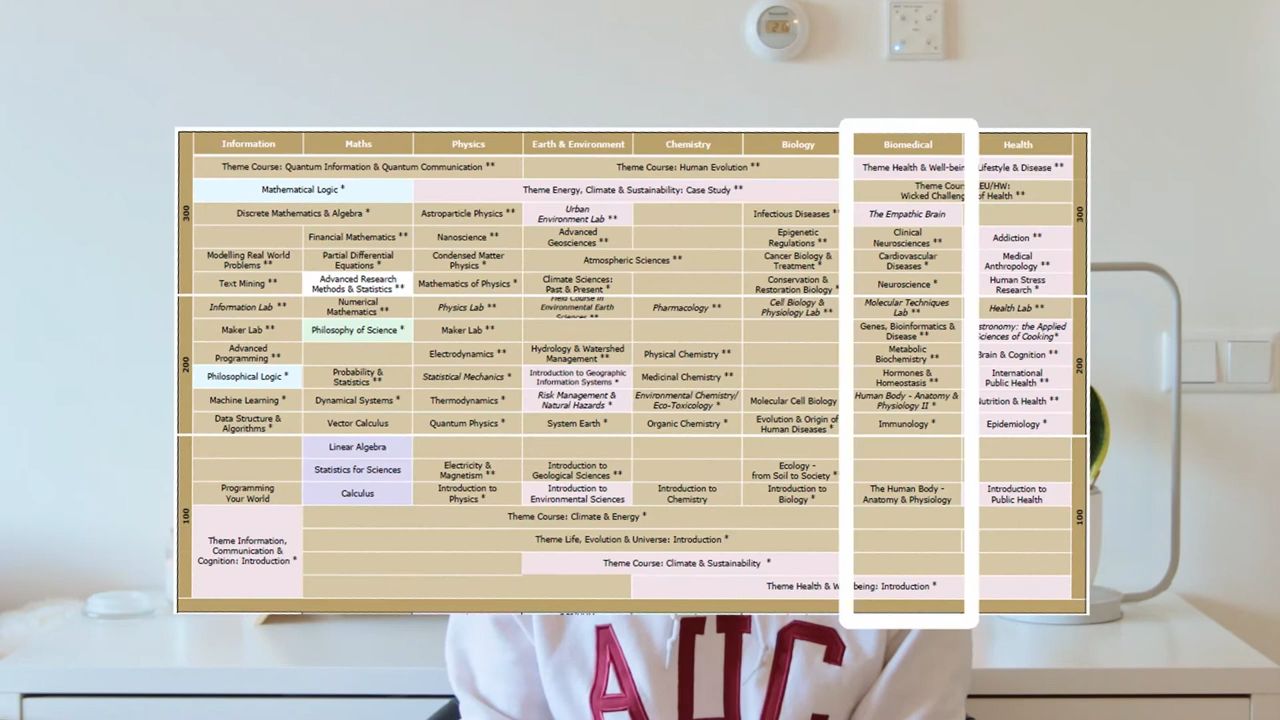 Information Maths Physics Earth & Environment Chemistry Biology Biomedical Health
Theme Course: Quantum Information & Quantum Communication ** Theme Course: Human Evolution ** Theme Health & Well-bein Lifestyle & Disease **
Mathematical Logic * Theme Energy, Climate & Sustainability: Case Study ** Theme Cour EU/HW:
Wicked Challeng of Health **
300
Discrete Mathematics & Algebra * Astroparticle Physics ** Urban
Environment Lab ** Infectious Diseases ** The Empathic Brain
300
Financial Mathematics ** Nanoscience ** Advanced
Geosciences ** Epigenetic
Regulations ** Clinical
Neurosciences ** Addiction **
Modelling Real World
Problems ** Partial Differential
Equations * Condensed Matter
Physics * Atmospheric Sciences ** Cancer Biology &
Treatment * Cardiovascular
Diseases * Medical
Anthropology **
Text Mining ** Advanced Research
Methods & Statistics ** Mathematics of Physics * Climate Sciences:
Past & Present * Conservation &
Restoration Biology * Neuroscience * Human Stress
Research *
Information Lab ** Numerical
Mathematics ** Physics Lab ** Field Course in
Environmental Earth
Sciences ** Pharmacology ** Cell Biology &
Physiology Lab ** Molecular Techniques
Lab ** Health Lab **
Maker Lab ** Philosophy of Science * Maker Lab ** Genes, Bioinformatics &
Disease ** stronomy: the Applied
Sciences of Cooking*
200
Advanced
Programming ** Electrodynamics ** Hydrology & Watershed
Management ** Physical Chemistry ** Metabolic
Biochemistry ** Brain & Cognition **
200
Philosophical Logic * Probability &
Statistics ** Statistical Mechanics * Introduction to Geographic
Information Systems * Medicinal Chemistry ** Hormones &
Homeostasis ** International
Public Health **
Machine Learning * Dynamical Systems * Thermodynamics * Risk Management &
Natural Hazards * Environmental Chemistry/
Eco-Toxicology * Molecular Cell Biology Human Body - Anatomy &
Physiology II * Nutrition & Health **
Data Structure &
Algorithms * Vector Calculus Quantum Physics * System Earth * Organic Chemistry * Evolution & Origin of
Human Diseases * Immunology * Epidemiology *
Linear Algebra
Statistics for Sciences Electricity &
Magnetism ** Introduction to
Geological Sciences ** Ecology -
from Soil to Society *
Programming
Your World Calculus Introduction to
Physics * Introduction to
Environmental Sciences Introduction to
Chemistry Introduction to
Biology * The Human Body -
Anatomy & Physiology Introduction to
Public Health
100
Theme Course: Climate & Energy *
100
Theme Information,
Communication &
Cognition: Introduction *
Theme Life, Evolution & Universe: Introduction *
Theme Course: Climate & Sustainability *
Theme Health & W being: Introduction *
AUC